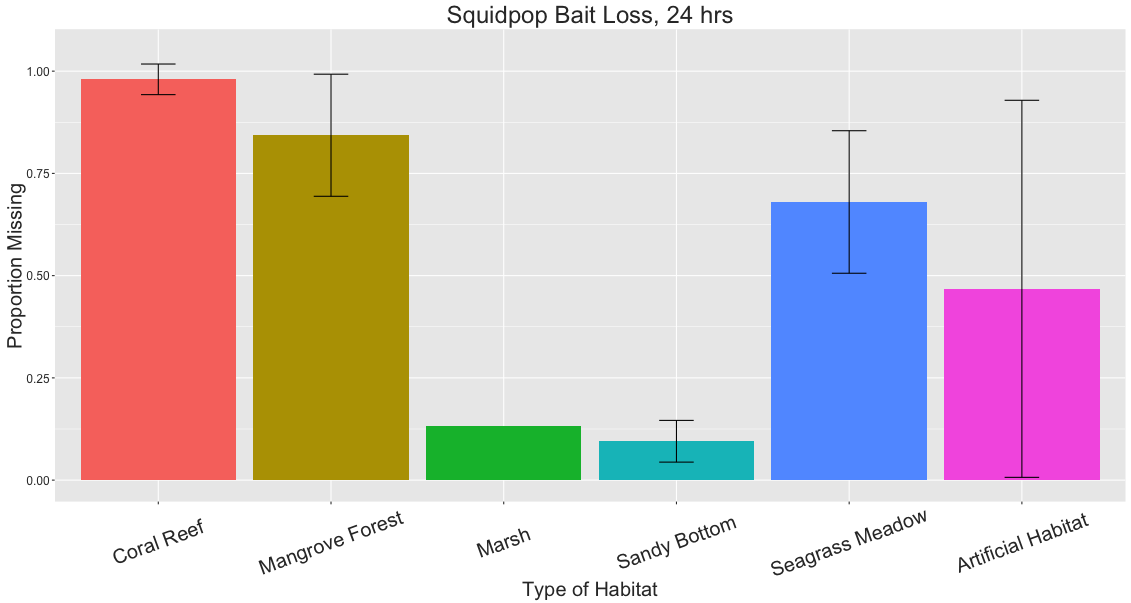 Squidpop Bait Loss, 24 hrs
Proportion Missing
1.00
0.75
0.50
0.25
0.00
Coral Reef
Mangrove Forest
Marsh
Sandy Bottom
Seagrass Meadow
Artificial Habitat
Type of Habitat